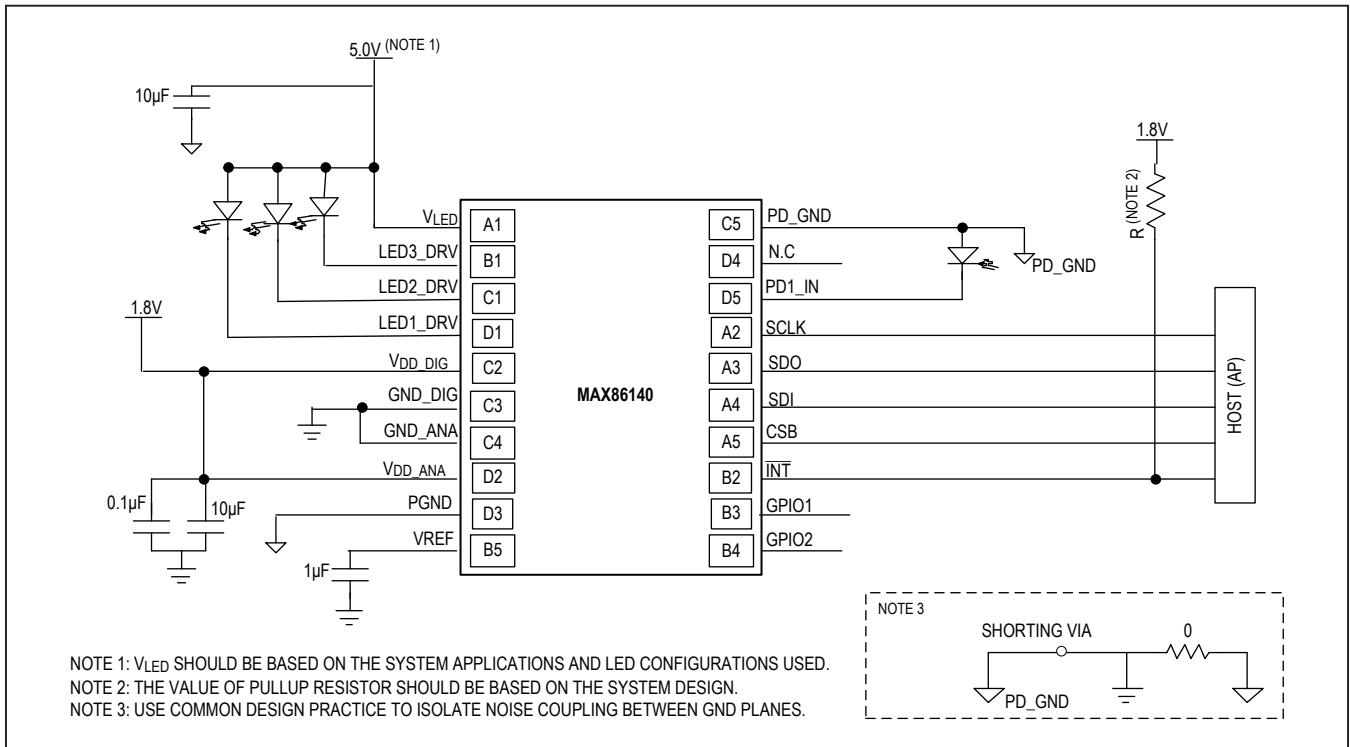 5.0V (NOTE 1)
10µF
1.8V
R (NOTE 2)
VLED
A1
LED3_DRV
B1
LED2_DRV
C1
LED1_DRV
D1
1.8V
VDD_DIG
C2
GND_DIG
C3
GND_ANA
C4
VDD_ANA
D2
0.1µF
10µF
PGND
D3
VREF
B5
1µF
MAX86140
C5
PD_GND
PD_GND
D4
N.C
D5
PD1_IN
A2
SCLK
A3
SDO
A4
SDI
A5
CSB
B2
INT
B3
GPIO1
B4
GPIO2
HOST (AP)
NOTE 3
SHORTING VIA
0
PD_GND
NOTE 1: VLED SHOULD BE BASED ON THE SYSTEM APPLICATIONS AND LED CONFIGURATIONS USED.
NOTE 2: THE VALUE OF PULLUP RESISTOR SHOULD BE BASED ON THE SYSTEM DESIGN.
NOTE 3: USE COMMON DESIGN PRACTICE TO ISOLATE NOISE COUPLING BETWEEN GND PLANES.